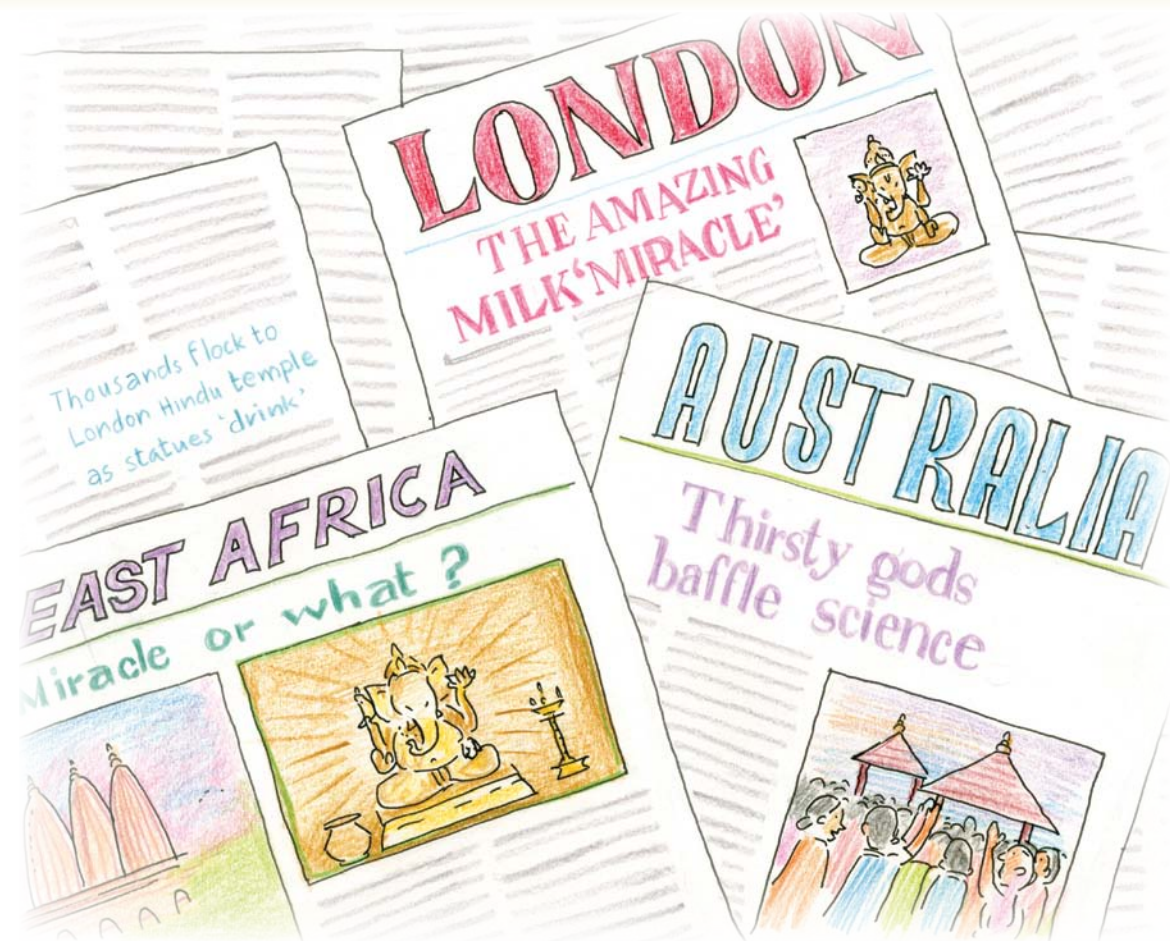 LONDON
THE AMAZING
MILK‘MIRACLE’
Thousands flock to
London Hindu temple
as statues ‘drink’
AUSTRALIA
Thirsty gods
baffle science
EAST AFRICA
Miracle or what ?